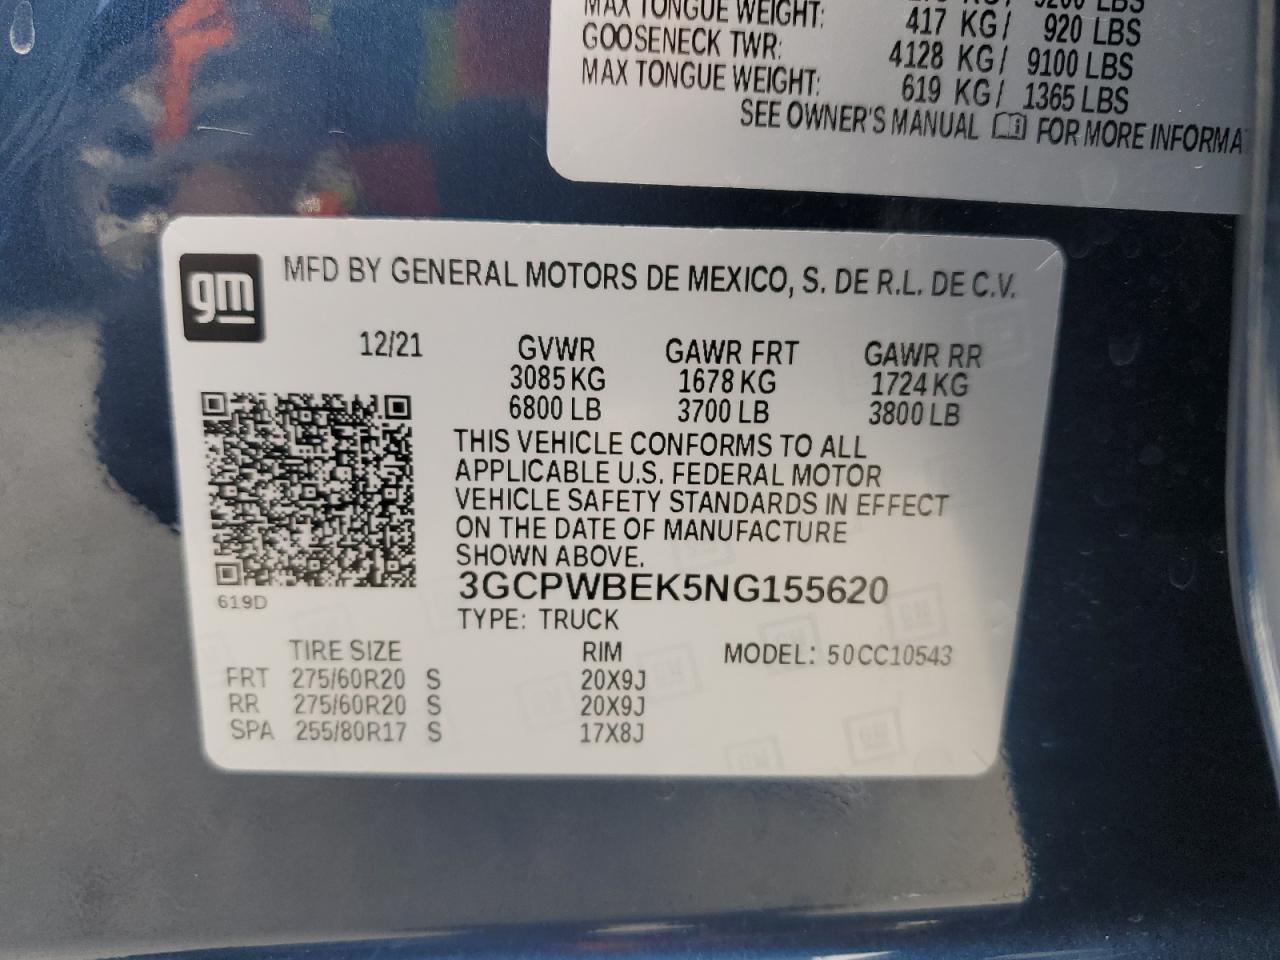 9200 LBS
MAX TONGUE WEIGHT: 417 KG/ 920 LBS
GOOSENECK TWR: 4128 KG/ 9100 LBS
MAX TONGUE WEIGHT: 619 KG/ 1365 LBS
SEE OWNER'S MANUAL FOR MORE INFORMA
gm
MFD BY GENERAL MOTORS DE MEXICO, S. DE R.L. DE C.V.
12/21 GVWR GAWR FRT GAWR RR
3085 KG 1678 KG 1724 KG
6800 LB 3700 LB 3800 LB
THIS VEHICLE CONFORMS TO ALL
APPLICABLE U.S. FEDERAL MOTOR
VEHICLE SAFETY STANDARDS IN EFFECT
ON THE DATE OF MANUFACTURE
SHOWN ABOVE.
3GCPWBEK5NG155620
619D
TYPE: TRUCK
TIRE SIZE RIM MODEL: 50CC10543
FRT 275/60R20 S 20X9J
RR 275/60R20 S 20X9J
SPA 255/80R17 S 17X8J